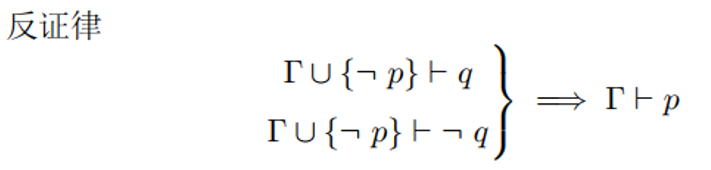 反证律
Γ ∪ {¬ p} ⊢ q
Γ ∪ {¬ p} ⊢ ¬ q } ⟹ Γ ⊢ p